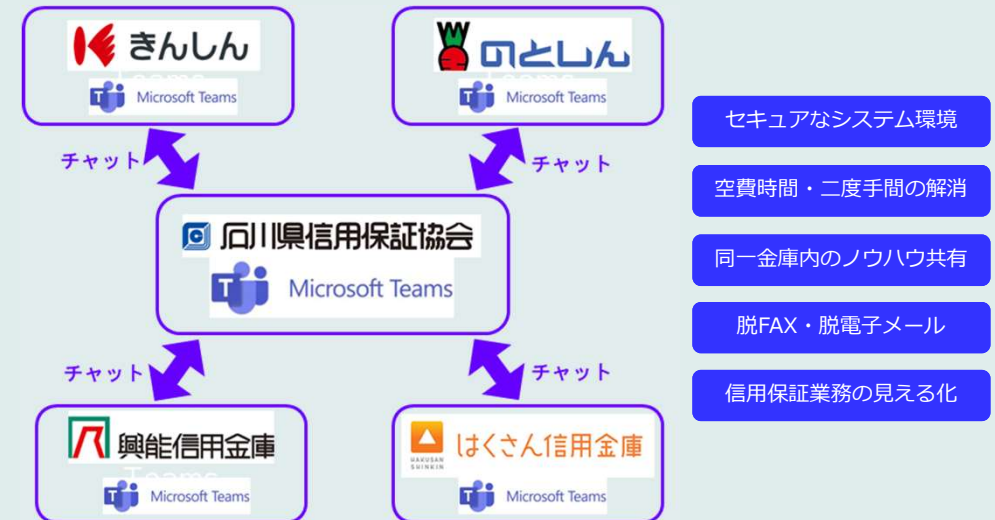 きんしん
Teams
Microsoft Teams
のとしん
Teams
Microsoft Teams
チャット
チャット
石川県信用保証協会
Microsoft Teams
チャット
チャット
興能信用金庫
Teams
Microsoft Teams
はくさん信用金庫
HAKUSAN
SHINKIN
Microsoft Teams
セキュアなシステム環境
空費時間・二度手間の解消
同一金庫内のノウハウ共有
脱FAX・脱電子メール
信用保証業務の見える化